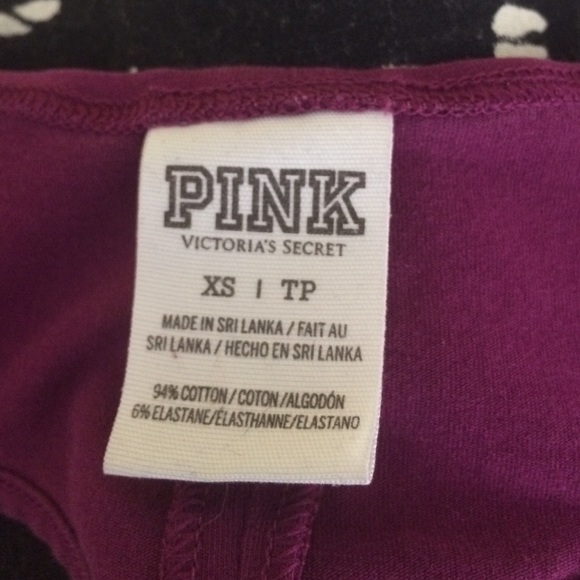 PINK
VICTORIA'S SECRET
XS | TP
MADE IN SRI LANKA / FAIT AU
SRI LANKA / HECHO EN SRI LANKA
94% COTTON/COTON/ALGODÓN
6% ELASTANE/ÉLASTHANNE/ELASTANO